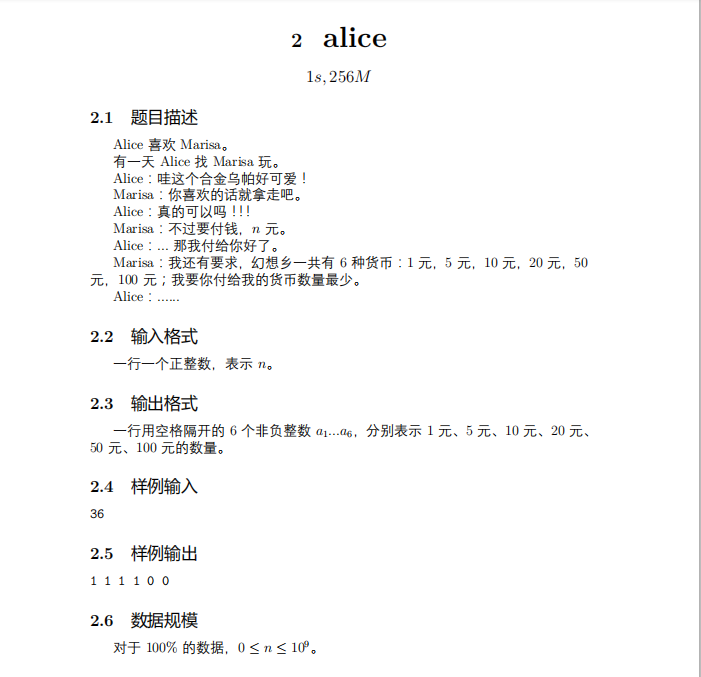 2 alice
1s, 256M
2.1 题目描述
Alice 喜欢 Marisa。
有一天 Alice 找 Marisa 玩。
Alice：哇这个合金乌帕好可爱！
Marisa：你喜欢的话就拿走吧。
Alice：真的可以吗！！！
Marisa：不过要付钱，n 元。
Alice：... 那我付给你好了。
Marisa：我还有要求，幻想乡一共有 6 种货币：1 元，5 元，10 元，20 元，50
元，100 元；我要你付给我的货币数量最少。
Alice：......
2.2 输入格式
一行一个正整数，表示 n。
2.3 输出格式
一行用空格隔开的 6 个非负整数 a₁...a₆，分别表示 1 元、5 元、10 元、20 元、
50 元、100 元的数量。
2.4 样例输入
36
2.5 样例输出
1 1 1 1 0 0
2.6 数据规模
对于 100% 的数据，0 ≤ n ≤ 10⁹。